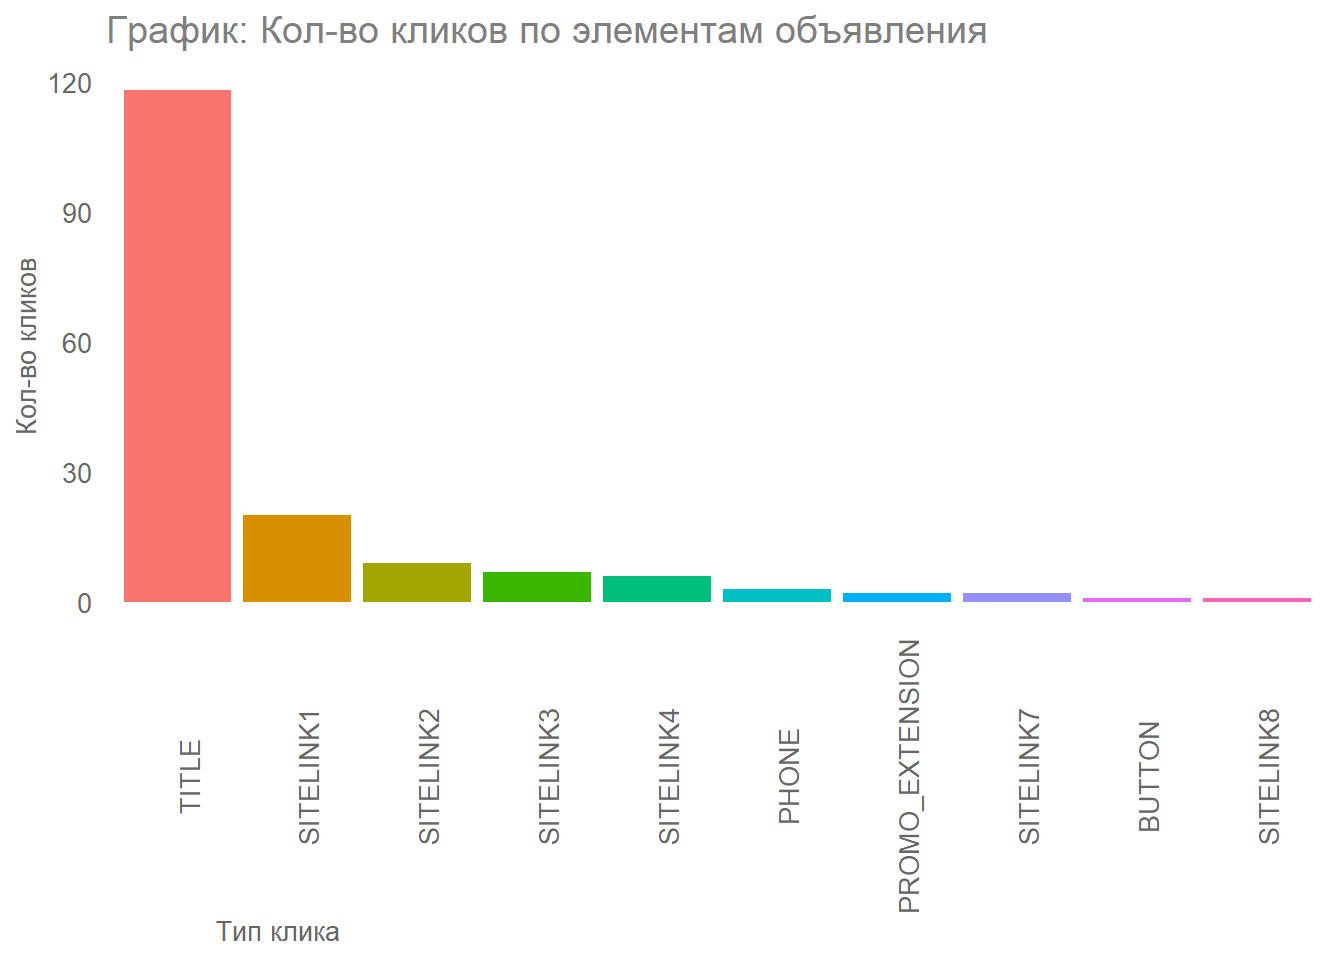 График: Кол-во кликов по элементам объявления
120
90
60
30
0
Кол-во кликов
TITLE
SITELINK1
SITELINK2
SITELINK3
SITELINK4
PHONE
PROMO_EXTENSION
SITELINK7
BUTTON
SITELINK8
Тип клика